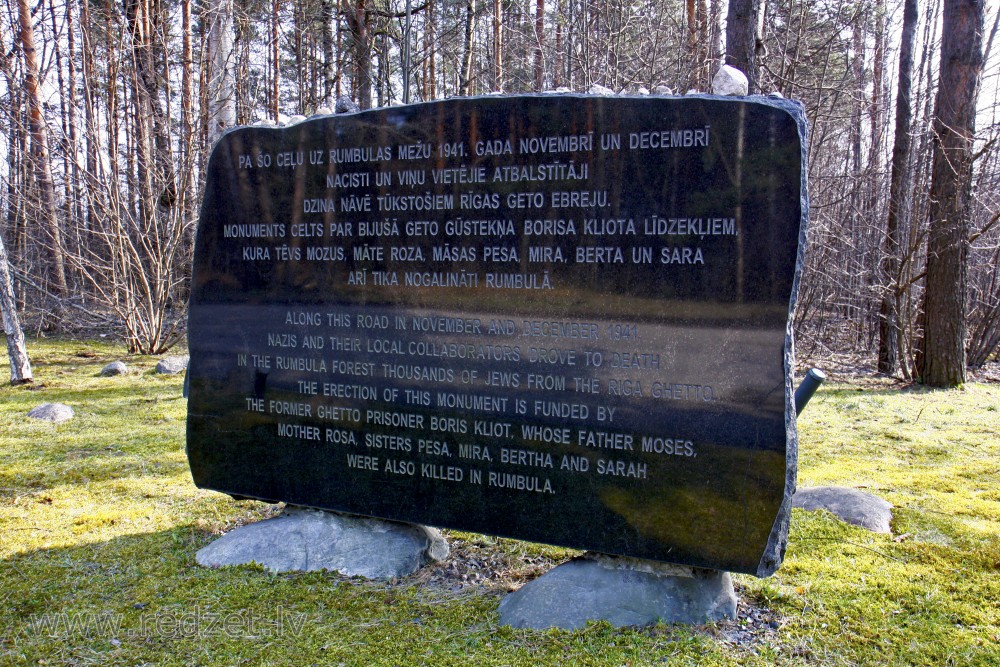 PA ŠO CEĻU UZ RUMBULAS MEŽU 1941. GADA NOVEMBRĪ UN DECEMBRĪ
NACISTI UN VIŅU VIETĒJIE ATBALSTĪTĀJI
DZINA NĀVĒ TŪKSTOŠIEM RĪGAS GETO EBREJU.
MONUMENTS CELTS PAR BIJUŠĀ GETO GŪSTEKŅA BORISA KLIOTA LĪDZEKĻIEM,
KURA TĒVS MOZUS, MĀTE ROZA, MĀSAS PESA, MIRA, BERTA UN SARA
ARĪ TIKA NOGALINĀTI RUMBULĀ.
ALONG THIS ROAD IN NOVEMBER AND DECEMBER 1941
NAZIS AND THEIR LOCAL COLLABORATORS DROVE TO DEATH
IN THE RUMBULA FOREST THOUSANDS OF JEWS FROM THE RIGA GHETTO.
THE ERECTION OF THIS MONUMENT IS FUNDED BY
THE FORMER GHETTO PRISONER BORIS KLIOT, WHOSE FATHER MOSES,
MOTHER ROSA, SISTERS PESA, MIRA, BERTHA AND SARAH
WERE ALSO KILLED IN RUMBULA.
www.redzet.lv